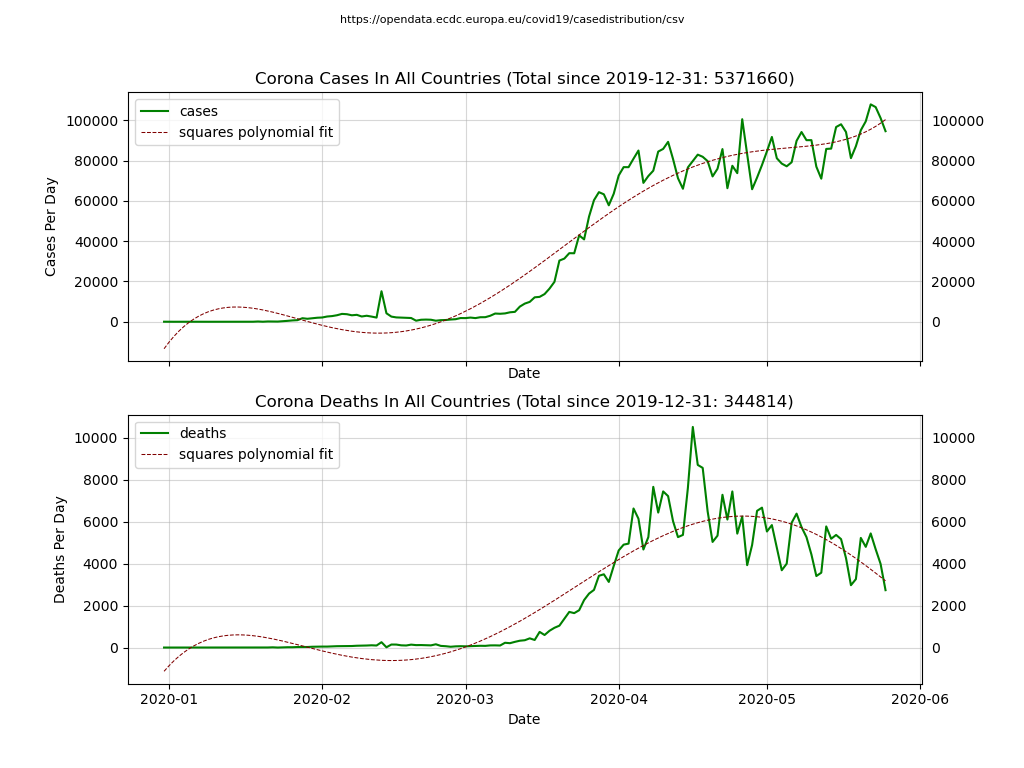 https://opendata.ecdc.europa.eu/covid19/casedistribution/csv
Corona Cases In All Countries (Total since 2019-12-31: 5371660)
cases
squares polynomial fit
100000
80000
60000
40000
20000
0
Cases Per Day
100000
80000
60000
40000
20000
0
Date
Corona Deaths In All Countries (Total since 2019-12-31: 344814)
deaths
squares polynomial fit
10000
8000
6000
4000
2000
0
Deaths Per Day
10000
8000
6000
4000
2000
0
2020-01 2020-02 2020-03 2020-04 2020-05 2020-06
Date